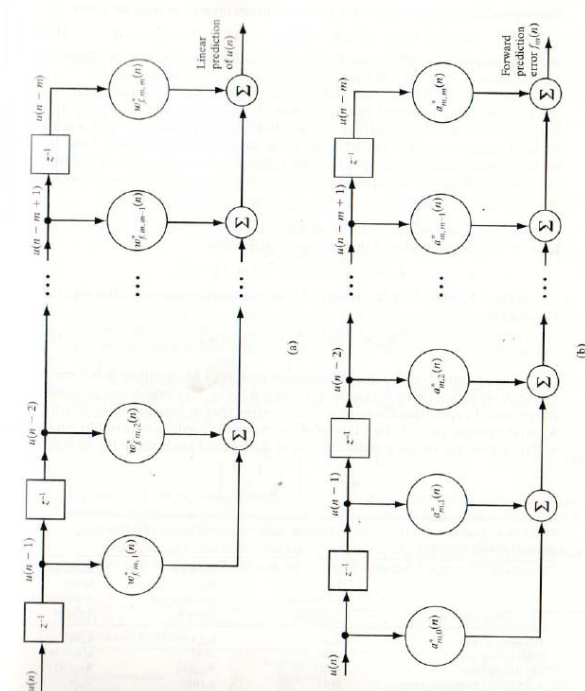 u(n)
z⁻¹
u(n − 1)
z⁻¹
u(n − 2)
• • •
u(n − m + 1)
z⁻¹
u(n − m)
w*f,m,1(n)
w*f,m,2(n)
• • •
w*f,m,m−1(n)
w*f,m,m(n)
Σ
• • •
Σ
Σ
Linear
prediction
of u(n)
(a)
u(n)
z⁻¹
u(n − 1)
z⁻¹
u(n − 2)
• • •
u(n − m + 1)
z⁻¹
u(n − m)
a*m,0(n)
a*m,1(n)
a*m,2(n)
• • •
a*m,m−1(n)
a*m,m(n)
Σ
Σ
• • •
Σ
Σ
Forward
prediction
error fm(n)
(b)